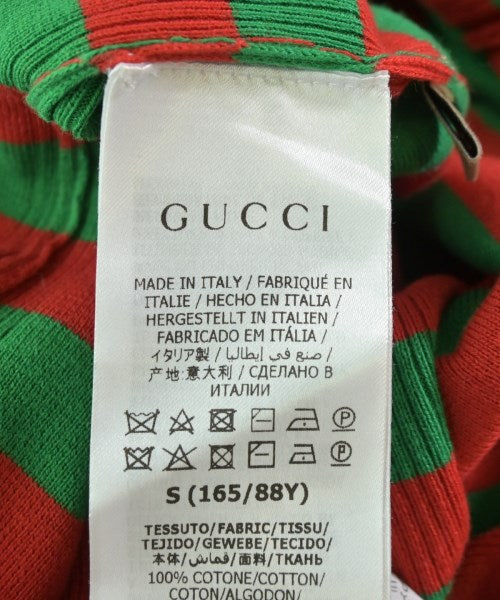 GUCCI
MADE IN ITALY / FABRIQUÉ EN
ITALIE / HECHO EN ITALIA /
HERGESTELLT IN ITALIEN /
FABRICADO EM ITÁLIA /
イタリア製 / صنع في إيطاليا /
产地:意大利 / СДЕЛАНО В
ИТАЛИИ
S (165/88Y)
TESSUTO/FABRIC/TISSU/
TEJIDO/GEWEBE/TECIDO/
本体/قماش/面料/ТКАНЬ
100% COTONE/COTTON/
COTON/ALGODON/